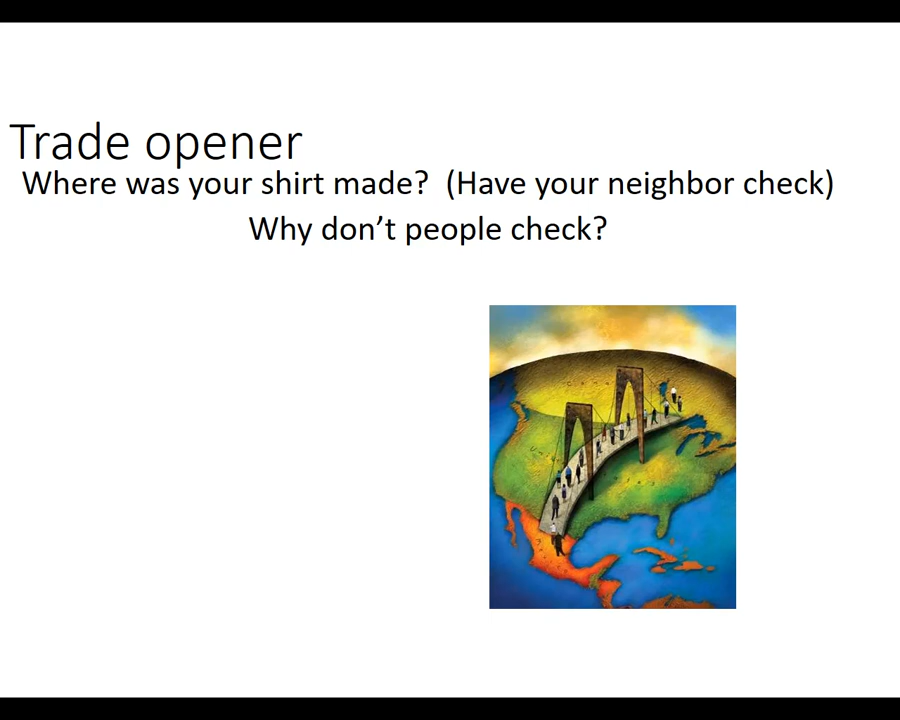 Trade opener
Where was your shirt made?  (Have your neighbor check)
Why don’t people check?